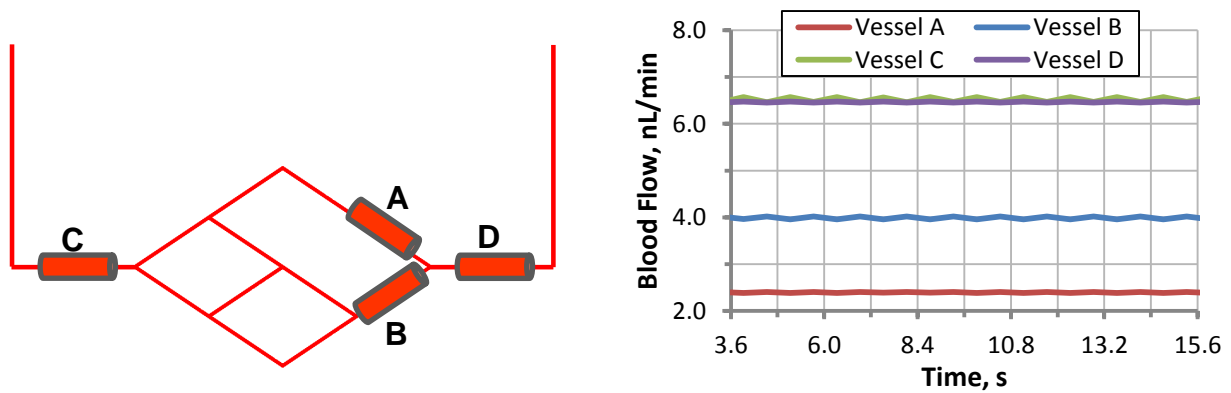 A
C
D
B
Vessel A Vessel B
Vessel C Vessel D
8.0
6.0
4.0
2.0
Blood Flow, nL/min
3.6 6.0 8.4 10.8 13.2 15.6
Time, s